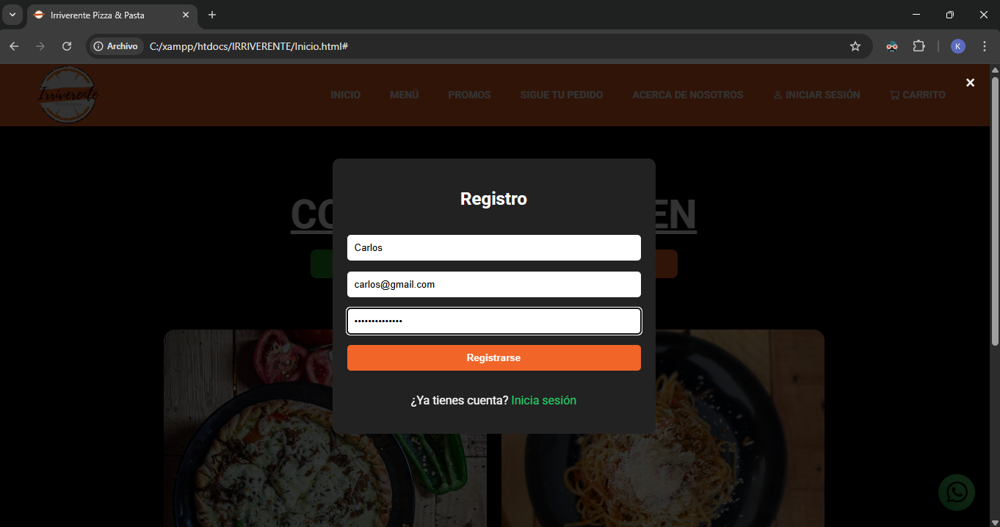 Irriverente Pizza & Pasta
Archivo
C:/xampp/htdocs/IRRIVERENTE/Inicio.html#
K
Irriverente
INICIO
MENÚ
PROMOS
SIGUE TU PEDIDO
ACERCA DE NOSOTROS
INICIAR SESIÓN
CARRITO
CO
EN
Registro
Carlos
carlos@gmail.com
••••••••••••••
Registrarse
¿Ya tienes cuenta? Inicia sesión